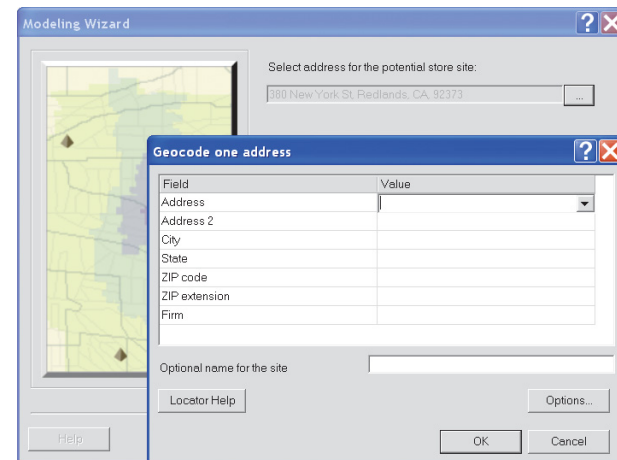 Modeling Wizard
Select address for the potential store site:
380 New York St, Redlands, CA, 92373
...
Geocode one address
Field Value
Address
Address 2
City
State
ZIP code
ZIP extension
Firm
Optional name for the site
Locator Help Options...
Help OK Cancel